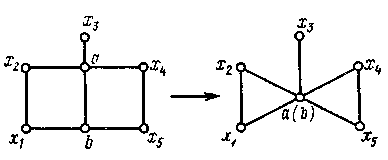 x₃ x₃
x₂ a x₄ x₂ x₄
x₁ b x₅ x₁ a(b) x₅